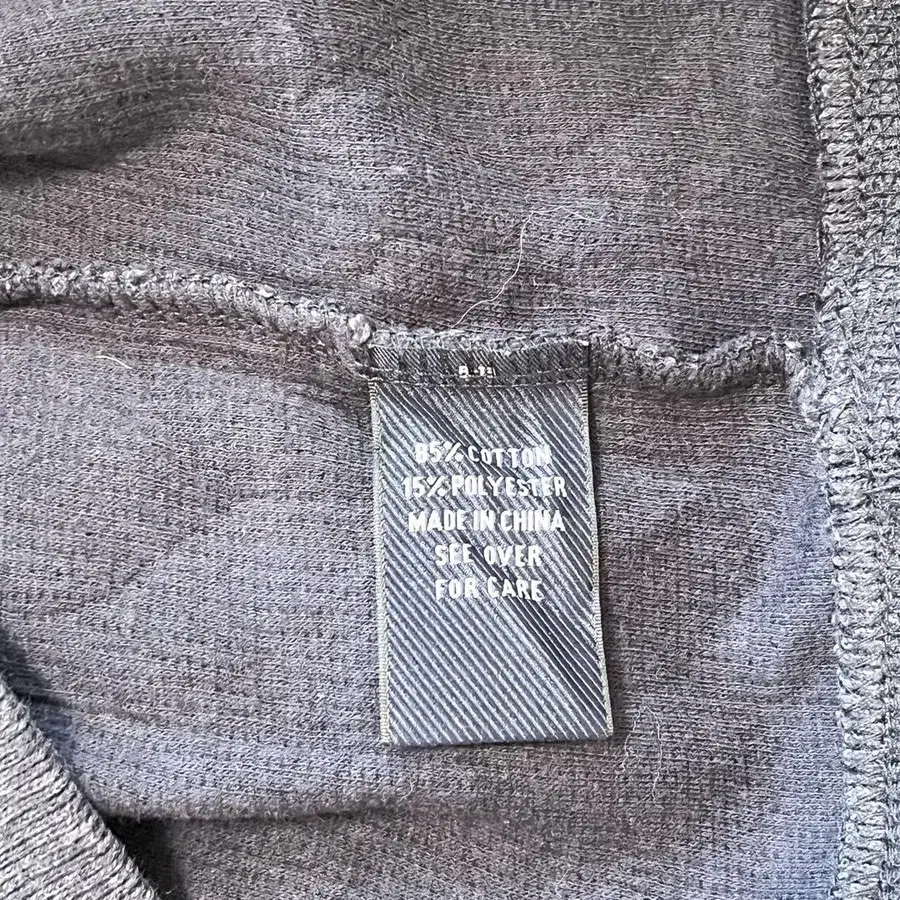 85% COTTON
15% POLYESTER
MADE IN CHINA
SEE OVER
FOR CARE